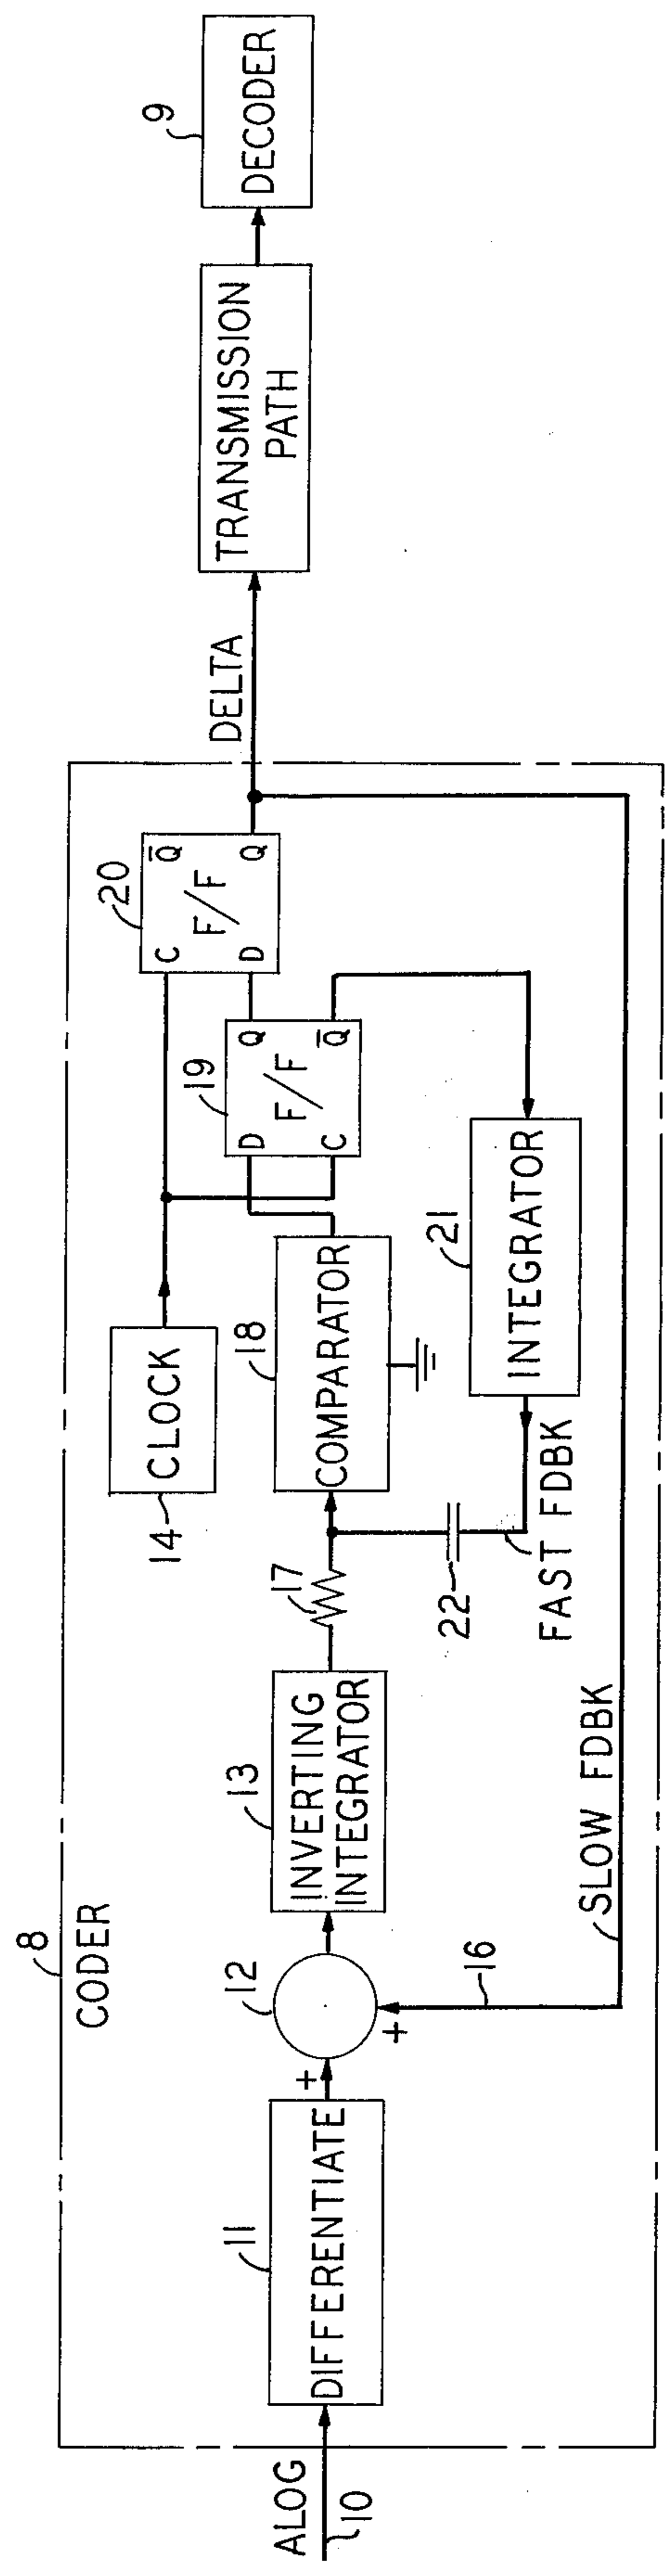 8
CODER
ALOG
10
11
DIFFERENTIATE
+
12
+
16
SLOW FDBK
13
INVERTING
INTEGRATOR
17
22
FAST FDBK
14
CLOCK
18
COMPARATOR
21
INTEGRATOR
19
D
Q
F/F
C
Q̅
20
C
Q̅
F/F
D
Q
DELTA
TRANSMISSION
PATH
9
DECODER